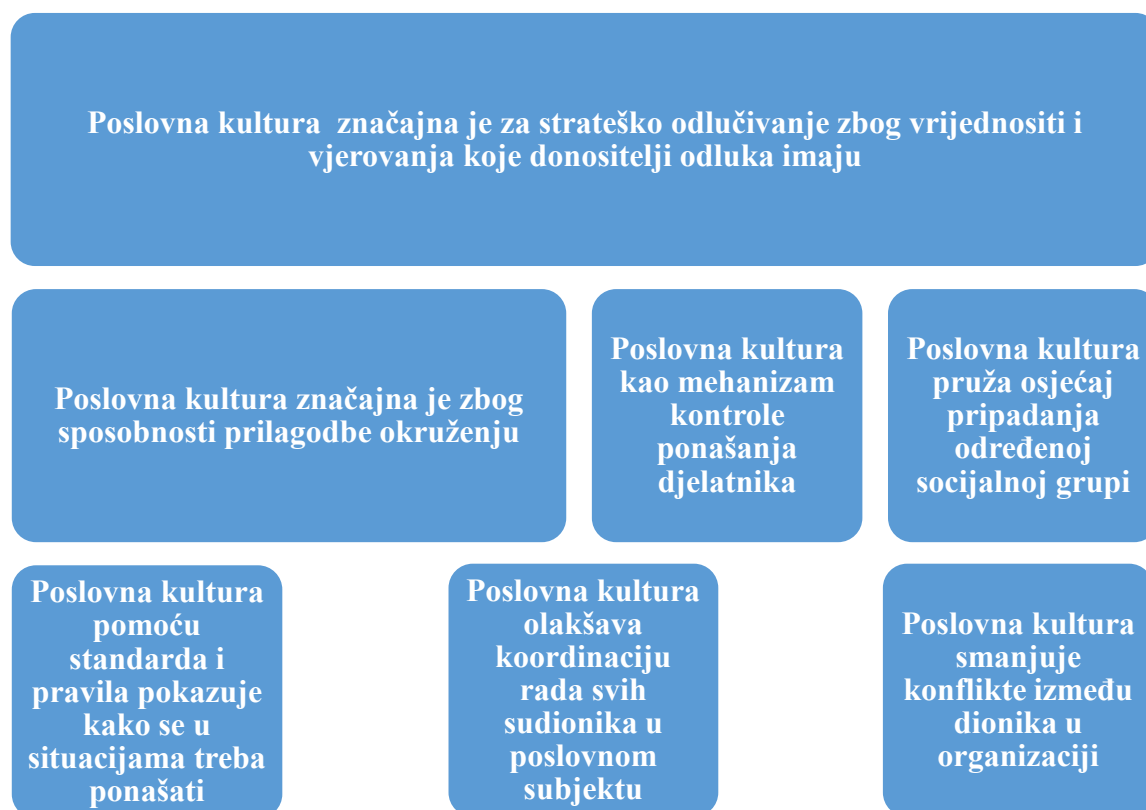 Poslovna kultura  značajna je za strateško odlučivanje zbog vrijednositi i
vjerovanja koje donositelji odluka imaju
Poslovna kultura značajna je zbog
sposobnosti prilagodbe okruženju
Poslovna kultura
kao mehanizam
kontrole
ponašanja
djelatnika
Poslovna kultura
pruža osjećaj
pripadanja
određenoj
socijalnoj grupi
Poslovna kultura
pomoću
standarda i
pravila pokazuje
kako se u
situacijama treba
ponašati
Poslovna kultura
olakšava
koordinaciju
rada svih
sudionika u
poslovnom
subjektu
Poslovna kultura
smanjuje
konflikte između
dionika u
organizaciji